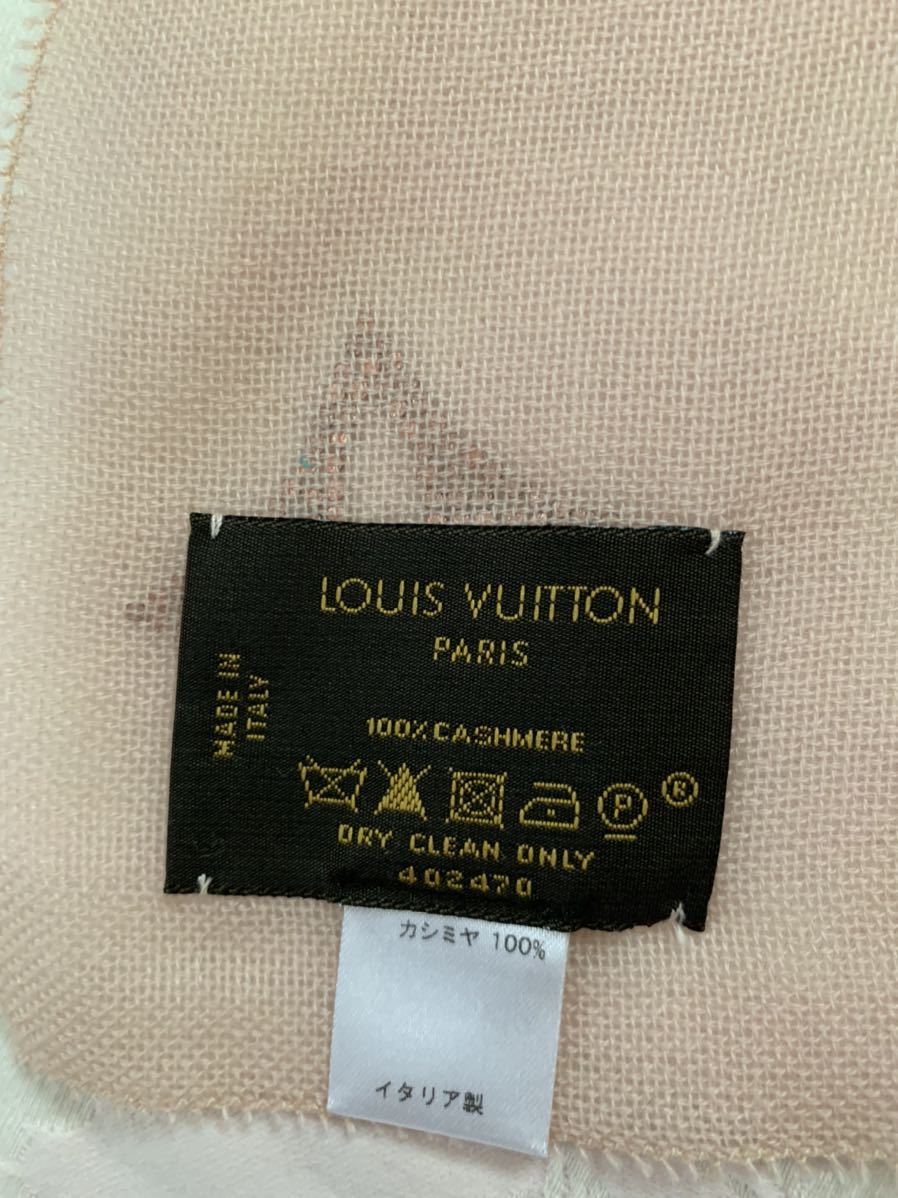 LOUIS VUITTON
PARIS
MADE IN
ITALY
100% CASHMERE
P
®
DRY CLEAN ONLY
402470
カシミヤ 100%
イタリア製